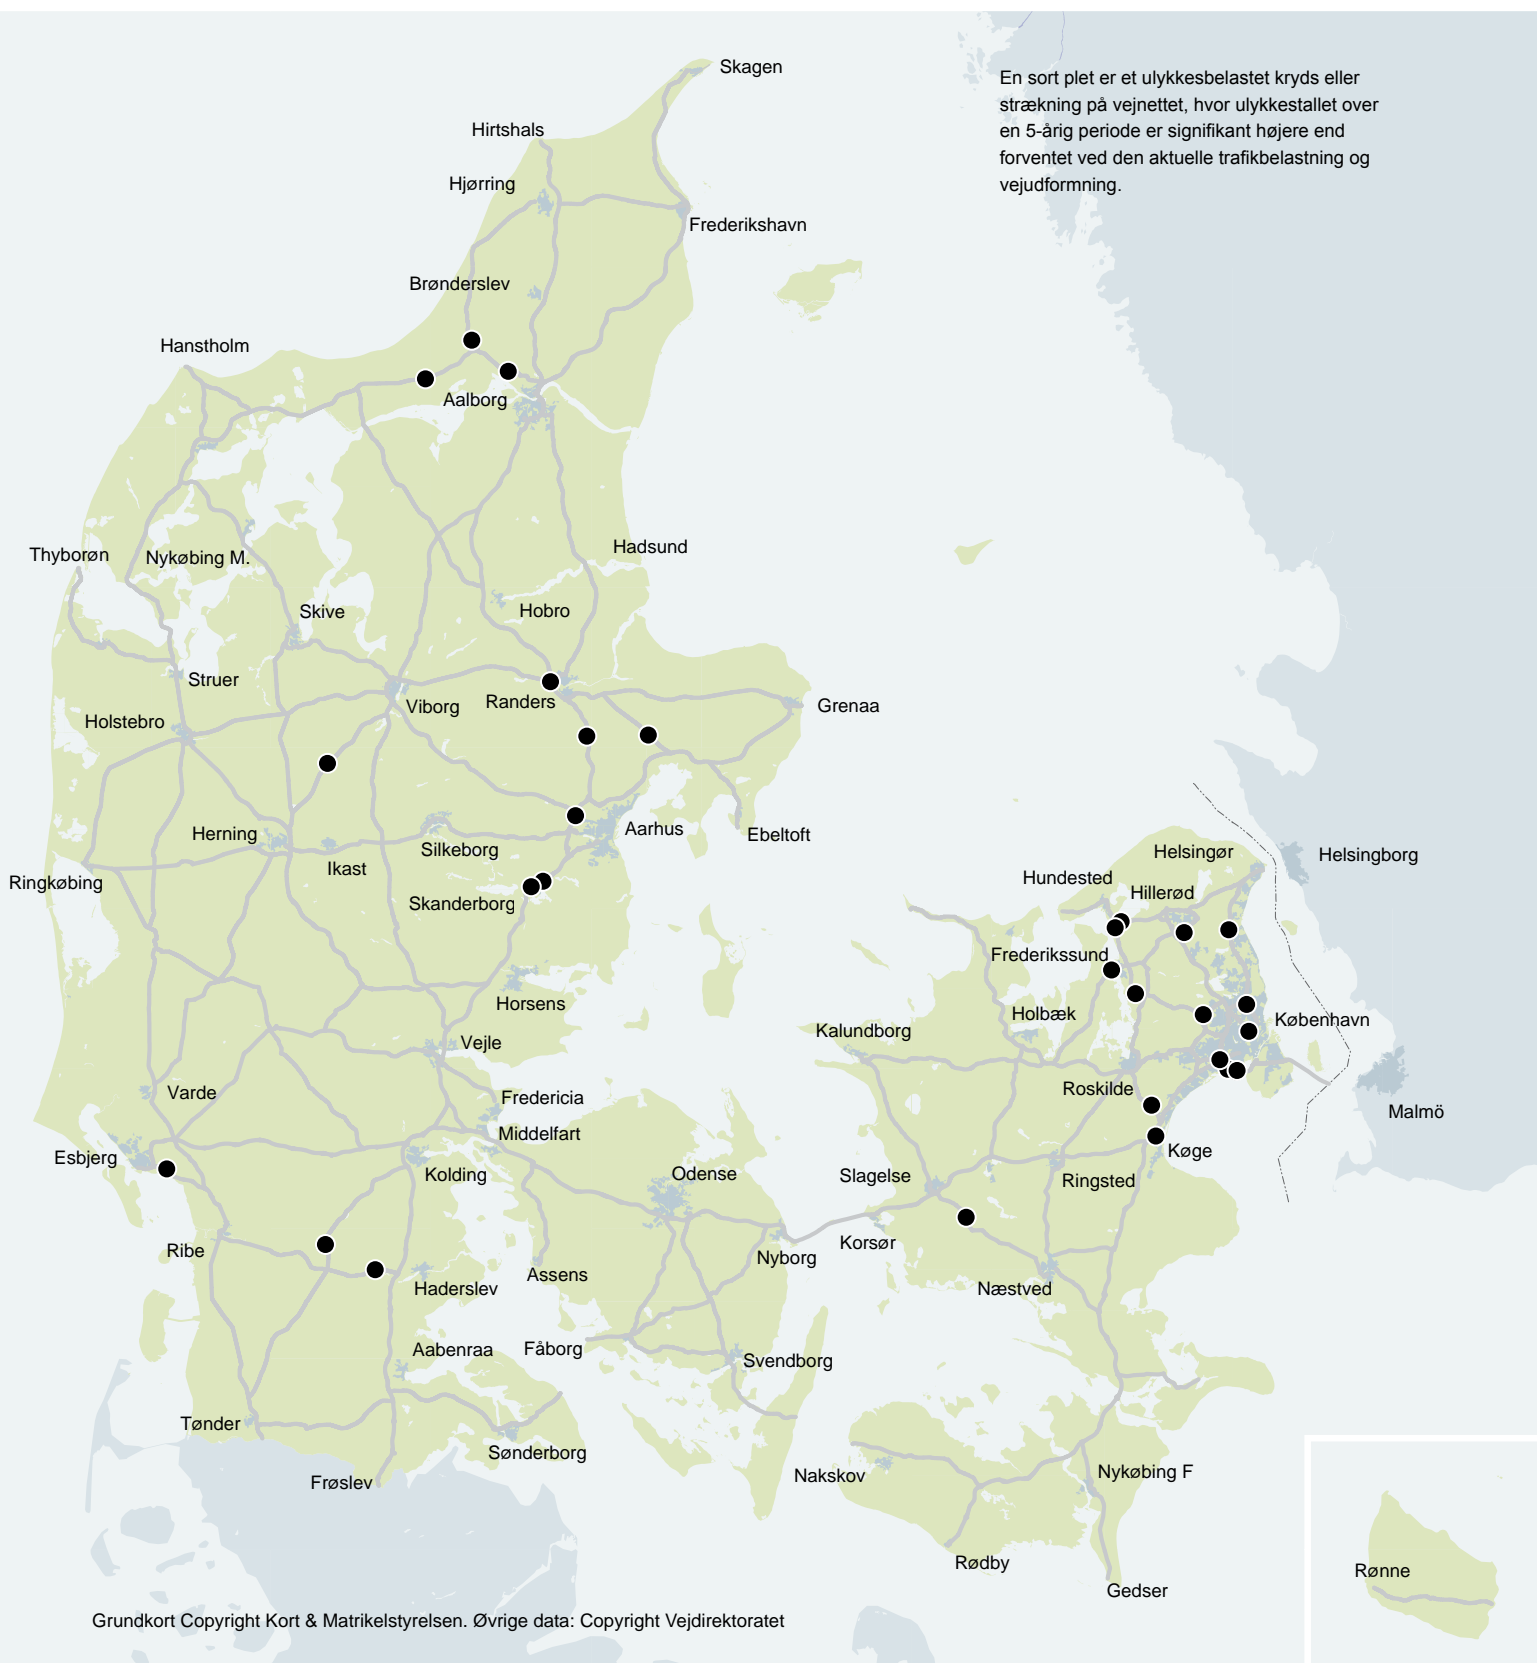 Skagen
En sort plet er et ulykkesbelastet kryds eller
strækning på vejnettet, hvor ulykkestallet over
en 5-årig periode er signifikant højere end
forventet ved den aktuelle trafikbelastning og
vejudformning.
Hirtshals
Hjørring
Frederikshavn
Brønderslev
Hanstholm
Aalborg
Hadsund
Thyborøn
Nykøbing M.
Skive
Hobro
Struer
Viborg
Randers
Grenaa
Holstebro
Herning
Ikast
Silkeborg
Aarhus
Ebeltoft
Helsingør
Helsingborg
Ringkøbing
Skanderborg
Hundested
Hillerød
Frederikssund
Horsens
Holbæk
København
Kalundborg
Vejle
Varde
Fredericia
Roskilde
Malmö
Middelfart
Esbjerg
Kolding
Odense
Slagelse
Ringsted
Køge
Ribe
Nyborg
Korsør
Haderslev
Assens
Næstved
Aabenraa
Fåborg
Svendborg
Tønder
Sønderborg
Frøslev
Nakskov
Nykøbing F
Rødby
Gedser
Rønne
Grundkort Copyright Kort & Matrikelstyrelsen. Øvrige data: Copyright Vejdirektoratet